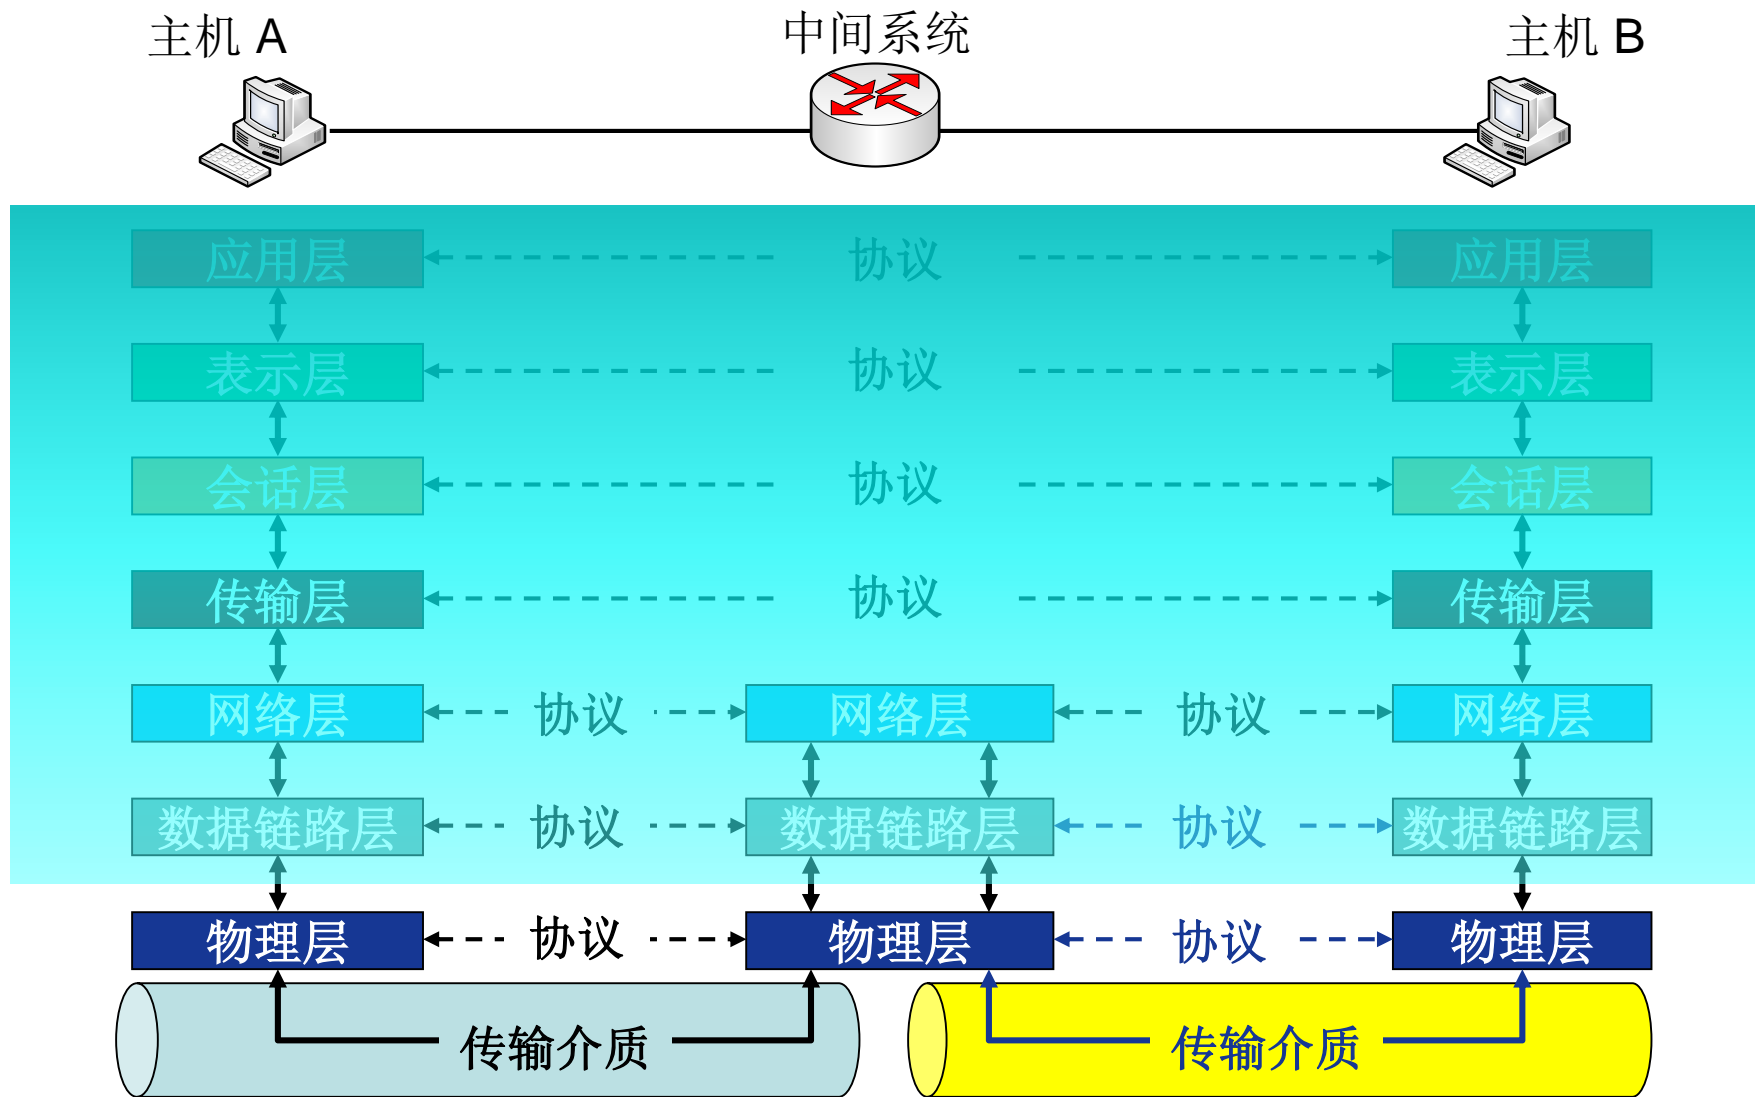 主机 A 中间系统 主机 B
应用层 协议 应用层
表示层 协议 表示层
会话层 协议 会话层
传输层 协议 传输层
网络层 协议 网络层 协议 网络层
数据链路层 协议 数据链路层 协议 数据链路层
物理层 协议 物理层 协议 物理层
传输介质 传输介质